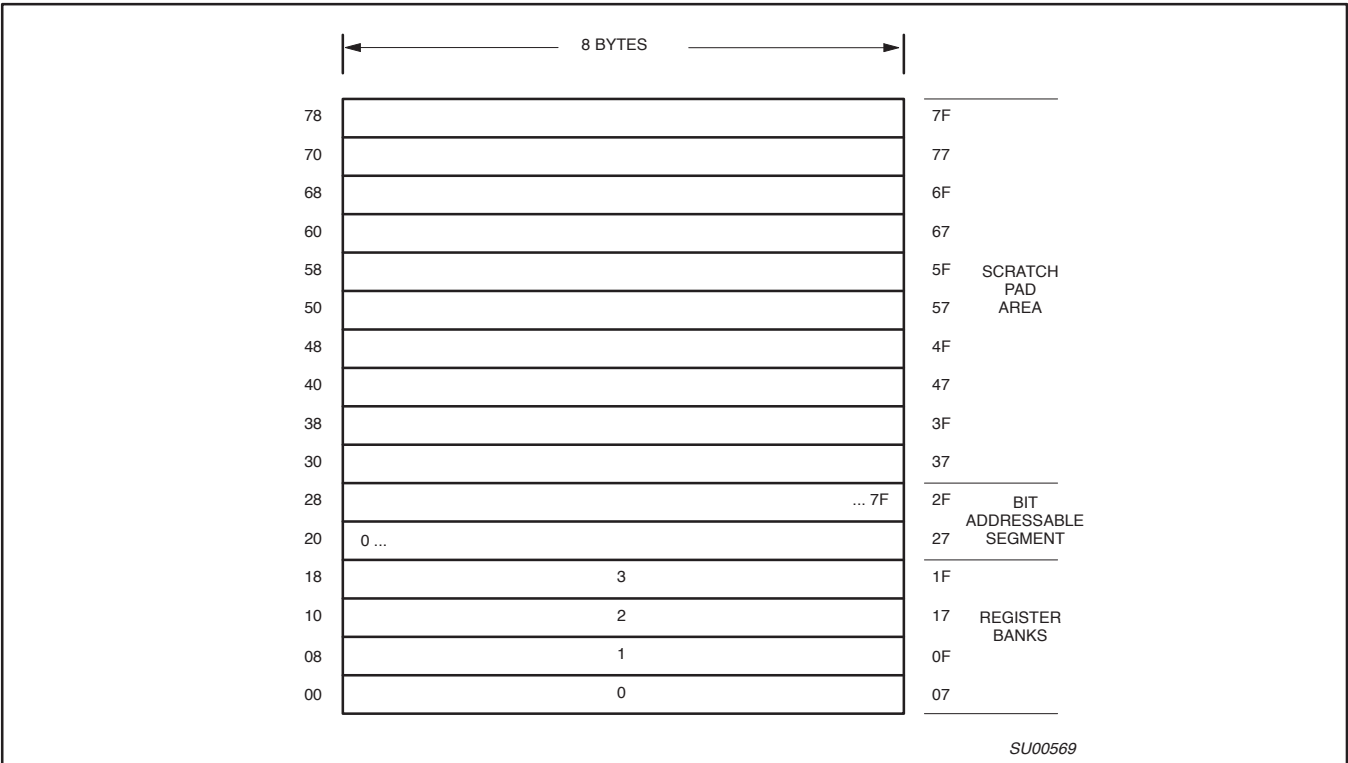 8 BYTES
78 7F
70 77
68 6F
60 67
58 5F SCRATCH
PAD
50 57 AREA
48 4F
40 47
38 3F
30 37
28 ... 7F 2F BIT
ADDRESSABLE
20 0 ... 27 SEGMENT
18 3 1F
10 2 17 REGISTER
BANKS
08 1 0F
00 0 07
SU00569